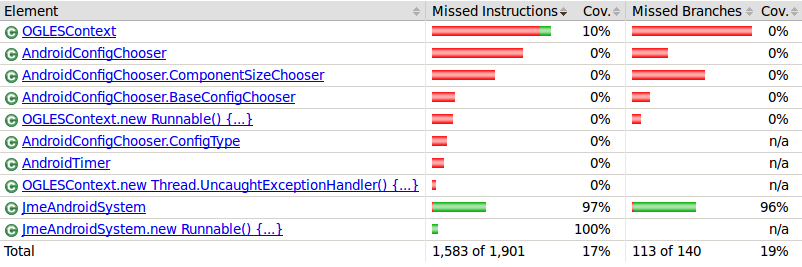 Element Missed Instructions Cov. Missed Branches Cov.
C OGLESContext 10% 0%
C AndroidConfigChooser 0% 0%
C AndroidConfigChooser.ComponentSizeChooser 0% 0%
C AndroidConfigChooser.BaseConfigChooser 0% 0%
C OGLESContext.new Runnable() {...} 0% 0%
C AndroidConfigChooser.ConfigType 0% n/a
C AndroidTimer 0% n/a
C OGLESContext.new Thread.UncaughtExceptionHandler() {...} 0% n/a
C JmeAndroidSystem 97% 96%
C JmeAndroidSystem.new Runnable() {...} 100% n/a
Total 1,583 of 1,901 17% 113 of 140 19%